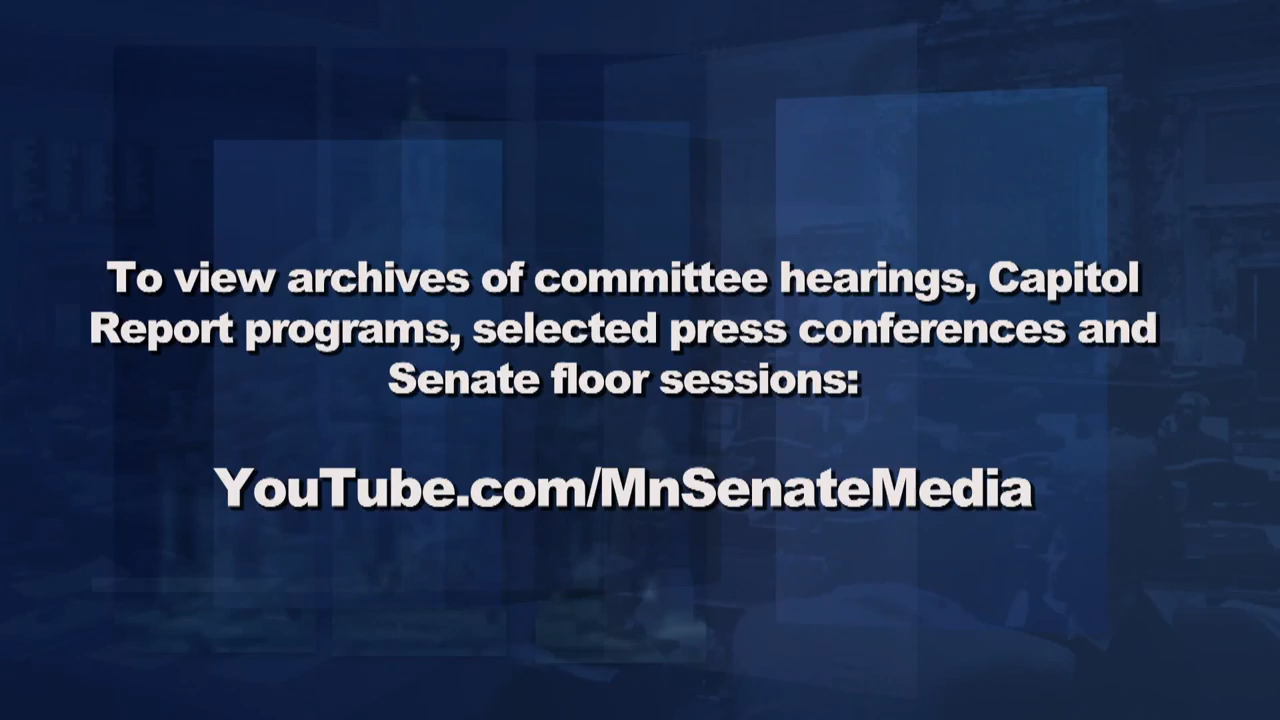 To view archives of committee hearings, Capitol
Report programs, selected press conferences and
Senate floor sessions:
YouTube.com/MnSenateMedia